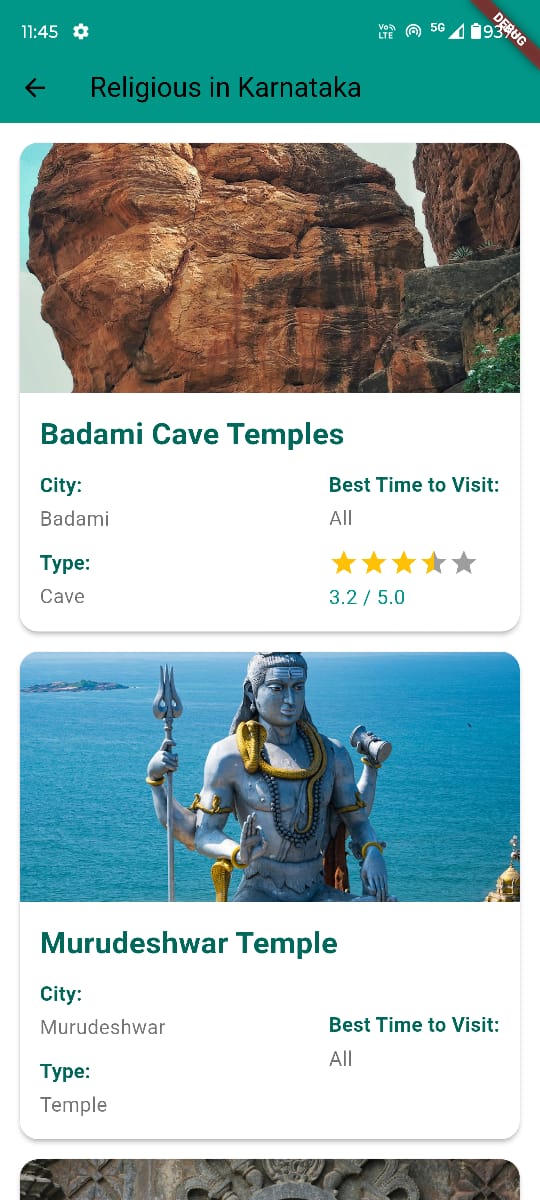 11:45
Vo LTE 5G 93%
DEBUG
Religious in Karnataka
Badami Cave Temples
City:
Badami
Best Time to Visit:
All
Type:
Cave
3.2 / 5.0
Murudeshwar Temple
City:
Murudeshwar
Best Time to Visit:
All
Type:
Temple